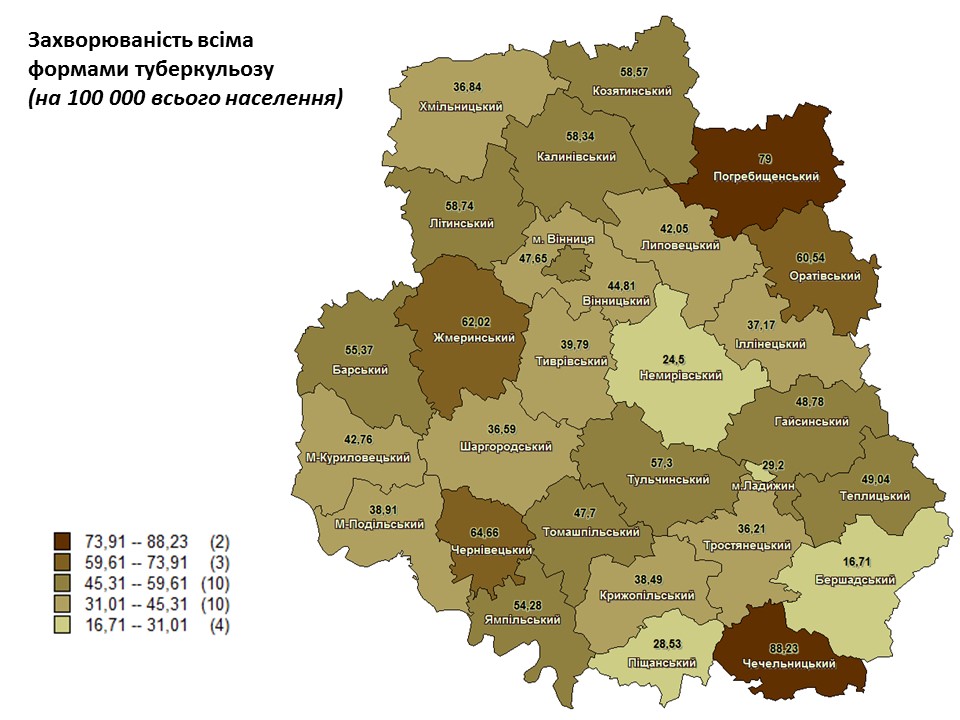 Захворюваність всіма
формами туберкульозу
(на 100 000 всього населення)
36,84
Хмільницький
58,57
Козятинський
58,34
Калинівський
79
Погребищенський
58,74
Літинський
м. Вінниця
47,65
42,05
Липовецький
60,54
Оратівський
44,81
Вінницький
62,02
Жмеринський
37,17
Іллінецький
55,37
Барський
39,79
Тиврівський
24,5
Немирівський
48,78
Гайсинський
42,76
М-Куриловецький
36,59
Шаргородський
57,3
Тульчинський
29,2
м.Ладижин
49,04
Теплицький
38,91
М-Подільський
64,66
Чернівецький
47,7
Томашпільський
36,21
Тростянецький
16,71
Бершадський
38,49
Крижопільський
54,28
Ямпільський
28,53
Піщанський
88,23
Чечельницький
73,91 -- 88,23 (2)
59,61 -- 73,91 (3)
45,31 -- 59,61 (10)
31,01 -- 45,31 (10)
16,71 -- 31,01 (4)